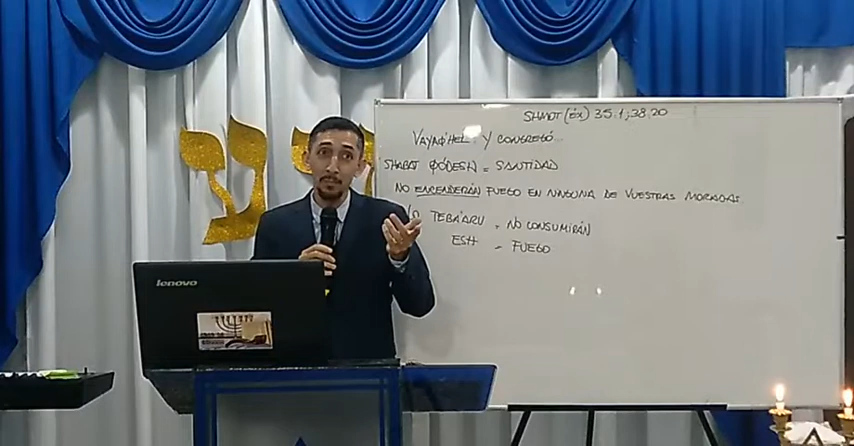 SHMOT (Éx) 35.1; 38.20
VAYAQ'HEL: Y CONGREGÓ...
SHABAT QÓDESH = SANTIDAD
NO ENCENDERÁN FUEGO EN NINGUNA DE VUESTRAS MORADAS.
LO TEBA'ARU = NO CONSUMIRÁN
ESH = FUEGO
lenovo